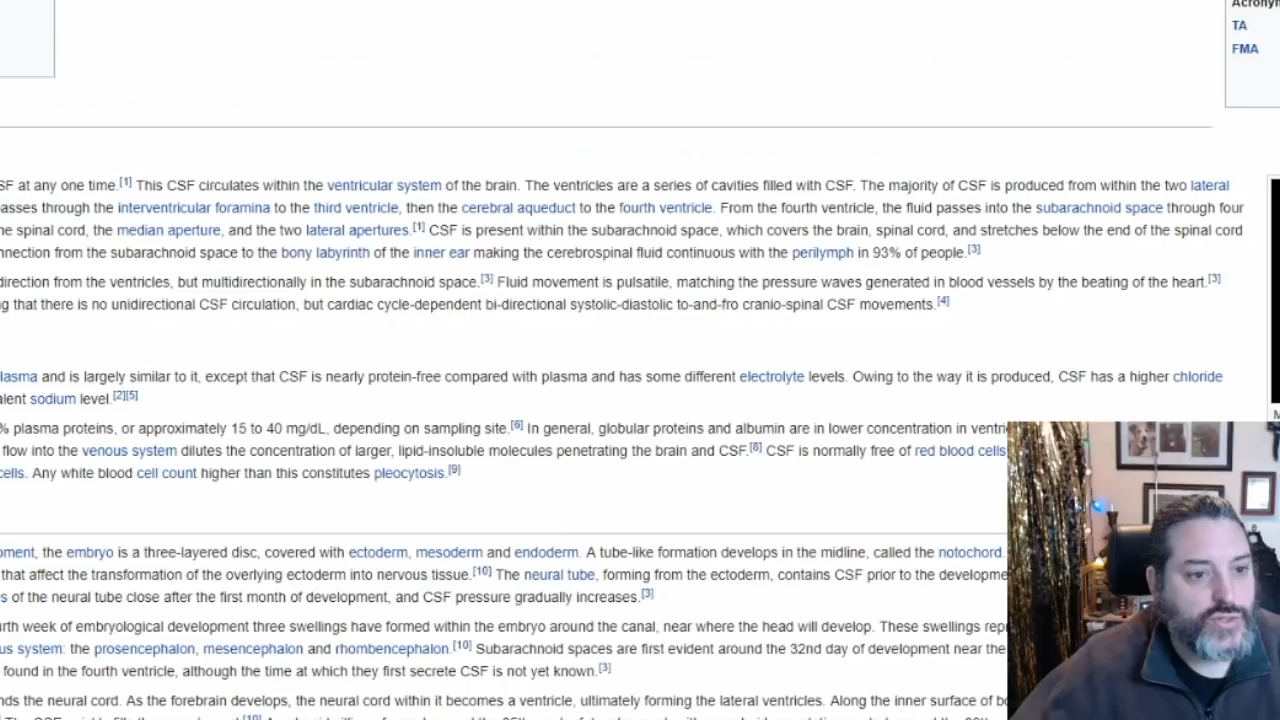 TA
FMA
SF at any one time.[1] This CSF circulates within the ventricular system of the brain. The ventricles are a series of cavities filled with CSF. The majority of CSF is produced from within the two lateral
asses through the interventricular foramina to the third ventricle, then the cerebral aqueduct to the fourth ventricle. From the fourth ventricle, the fluid passes into the subarachnoid space through four
he spinal cord, the median aperture, and the two lateral apertures.[1] CSF is present within the subarachnoid space, which covers the brain, spinal cord, and stretches below the end of the spinal cord
nnection from the subarachnoid space to the bony labyrinth of the inner ear making the cerebrospinal fluid continuous with the perilymph in 93% of people.[3]
direction from the ventricles, but multidirectionally in the subarachnoid space.[3] Fluid movement is pulsatile, matching the pressure waves generated in blood vessels by the beating of the heart.[3]
g that there is no unidirectional CSF circulation, but cardiac cycle-dependent bi-directional systolic-diastolic to-and-fro cranio-spinal CSF movements.[4]
lasma and is largely similar to it, except that CSF is nearly protein-free compared with plasma and has some different electrolyte levels. Owing to the way it is produced, CSF has a higher chloride
alent sodium level.[2][5]
% plasma proteins, or approximately 15 to 40 mg/dL, depending on sampling site.[6] In general, globular proteins and albumin are in lower concentration in ventri
flow into the venous system dilutes the concentration of larger, lipid-insoluble molecules penetrating the brain and CSF.[8] CSF is normally free of red blood cells
cells. Any white blood cell count higher than this constitutes pleocytosis.[9]
oment, the embryo is a three-layered disc, covered with ectoderm, mesoderm and endoderm. A tube-like formation develops in the midline, called the notochord.
that affect the transformation of the overlying ectoderm into nervous tissue.[10] The neural tube, forming from the ectoderm, contains CSF prior to the developme
s of the neural tube close after the first month of development, and CSF pressure gradually increases.[3]
urth week of embryological development three swellings have formed within the embryo around the canal, near where the head will develop. These swellings rep
us system: the prosencephalon, mesencephalon and rhombencephalon.[10] Subarachnoid spaces are first evident around the 32nd day of development near the
found in the fourth ventricle, although the time at which they first secrete CSF is not yet known.[3]
nds the neural cord. As the forebrain develops, the neural cord within it becomes a ventricle, ultimately forming the lateral ventricles. Along the inner surface of bo